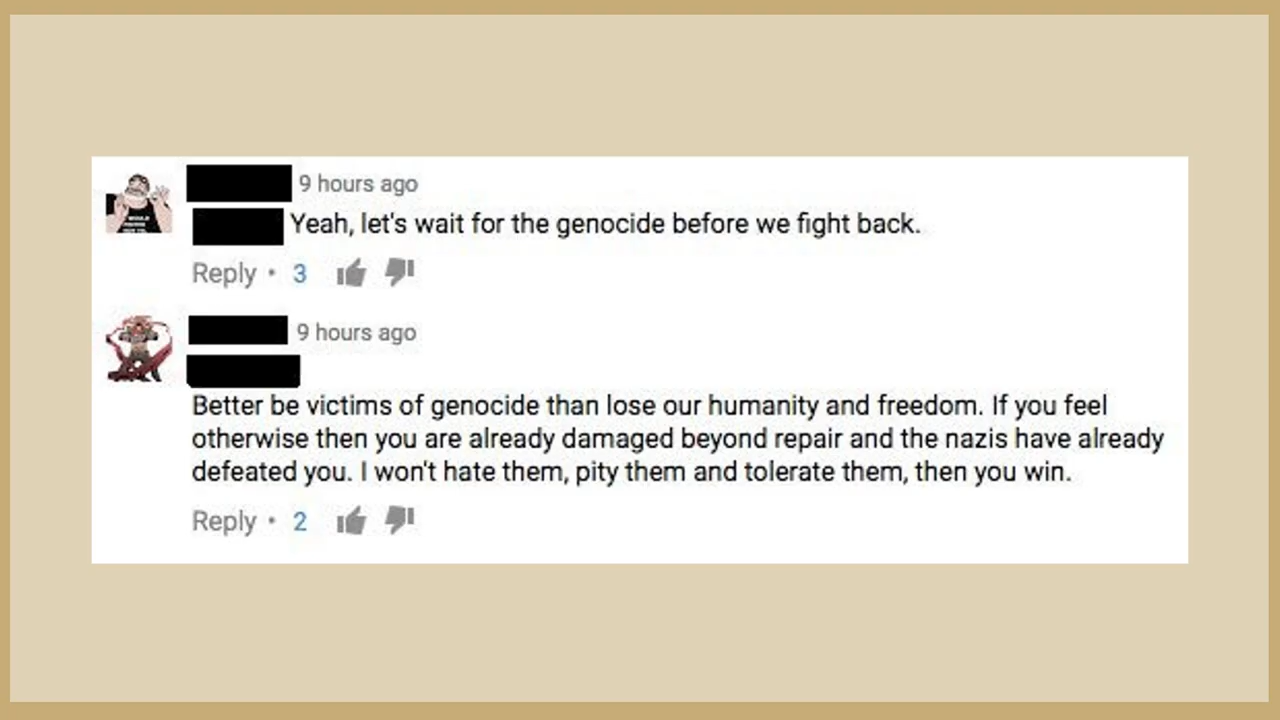 9 hours ago
Yeah, let's wait for the genocide before we fight back.
Reply • 3
9 hours ago
Better be victims of genocide than lose our humanity and freedom. If you feel
otherwise then you are already damaged beyond repair and the nazis have already
defeated you. I won't hate them, pity them and tolerate them, then you win.
Reply • 2